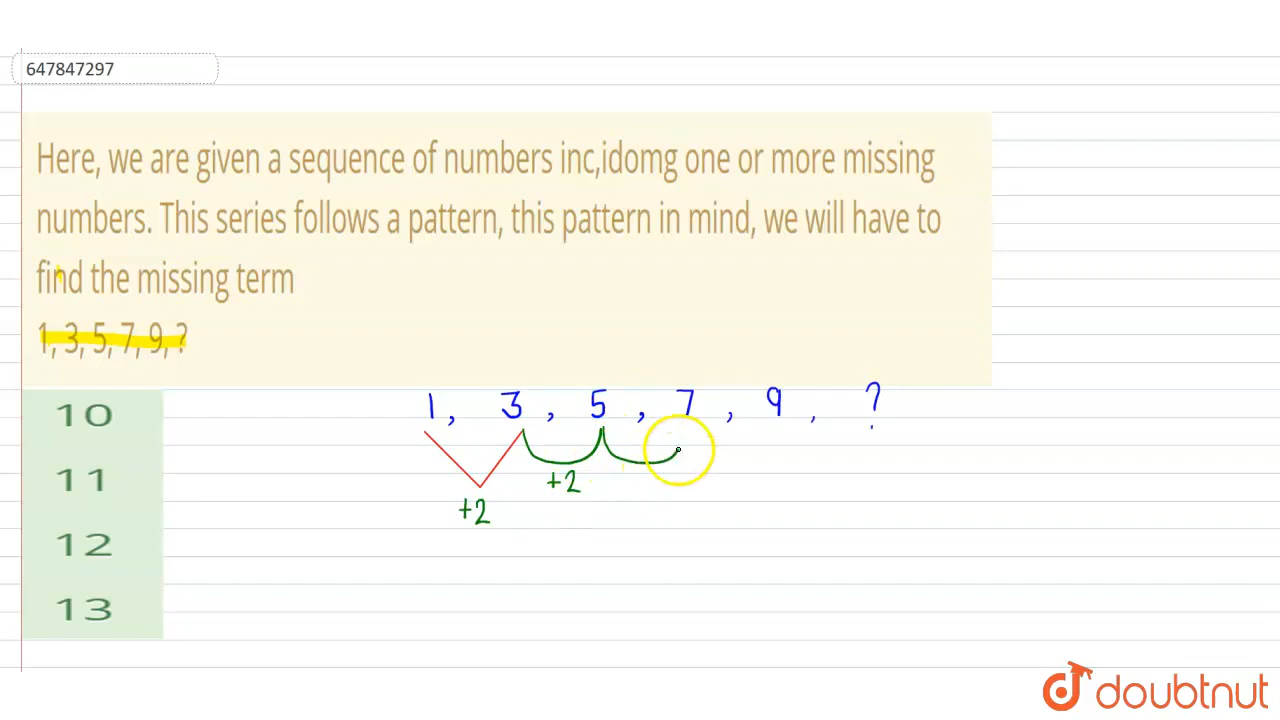 647847297
Here, we are given a sequence of numbers inc,idomg one or more missing
numbers. This series follows a pattern, this pattern in mind, we will have to
find the missing term
1, 3, 5, 7, 9, ?
10
11
12
13
1, 3, 5, 7, 9, ?
+2
+2
doubtnut